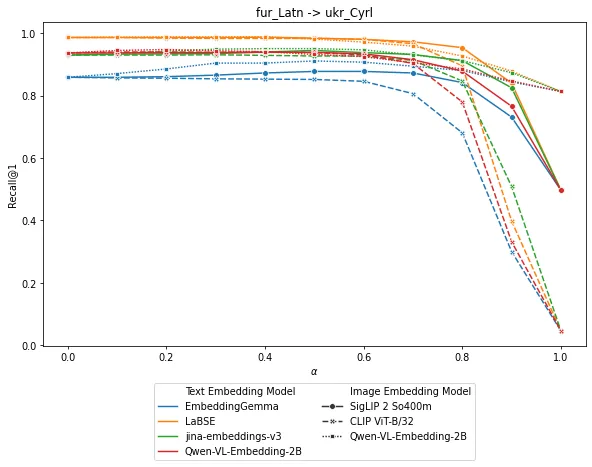 fur_Latn -> ukr_Cyrl
Recall@1
1.0
0.8
0.6
0.4
0.2
0.0
0.0 0.2 0.4 0.6 0.8 1.0
α
Text Embedding Model Image Embedding Model
EmbeddingGemma SigLIP 2 So400m
LaBSE CLIP ViT-B/32
jina-embeddings-v3 Qwen-VL-Embedding-2B
Qwen-VL-Embedding-2B